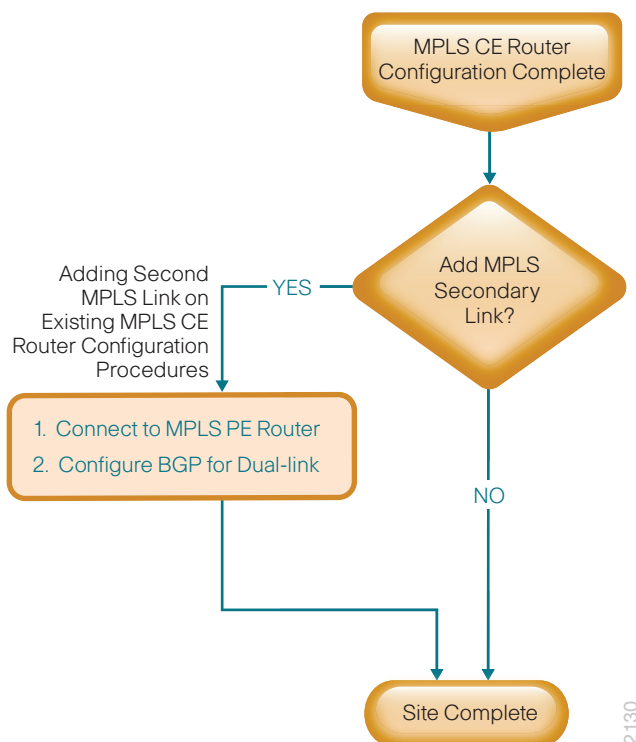 MPLS CE Router
Configuration Complete
Add MPLS
Secondary
Link?
YES
Adding Second
MPLS Link on
Existing MPLS CE
Router Configuration
Procedures
1. Connect to MPLS PE Router
2. Configure BGP for Dual-link
NO
Site Complete
2130